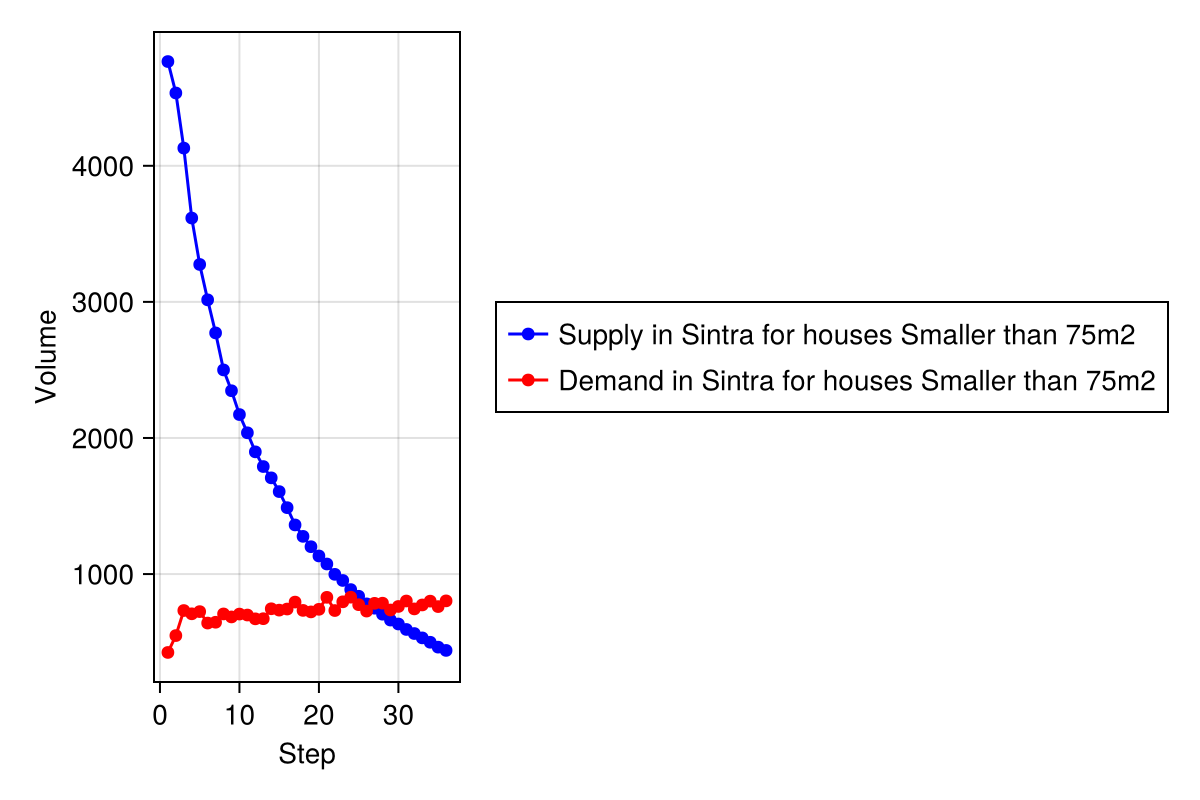 Volume
4000
3000
2000
1000
0 10 20 30
Step
Supply in Sintra for houses Smaller than 75m2
Demand in Sintra for houses Smaller than 75m2